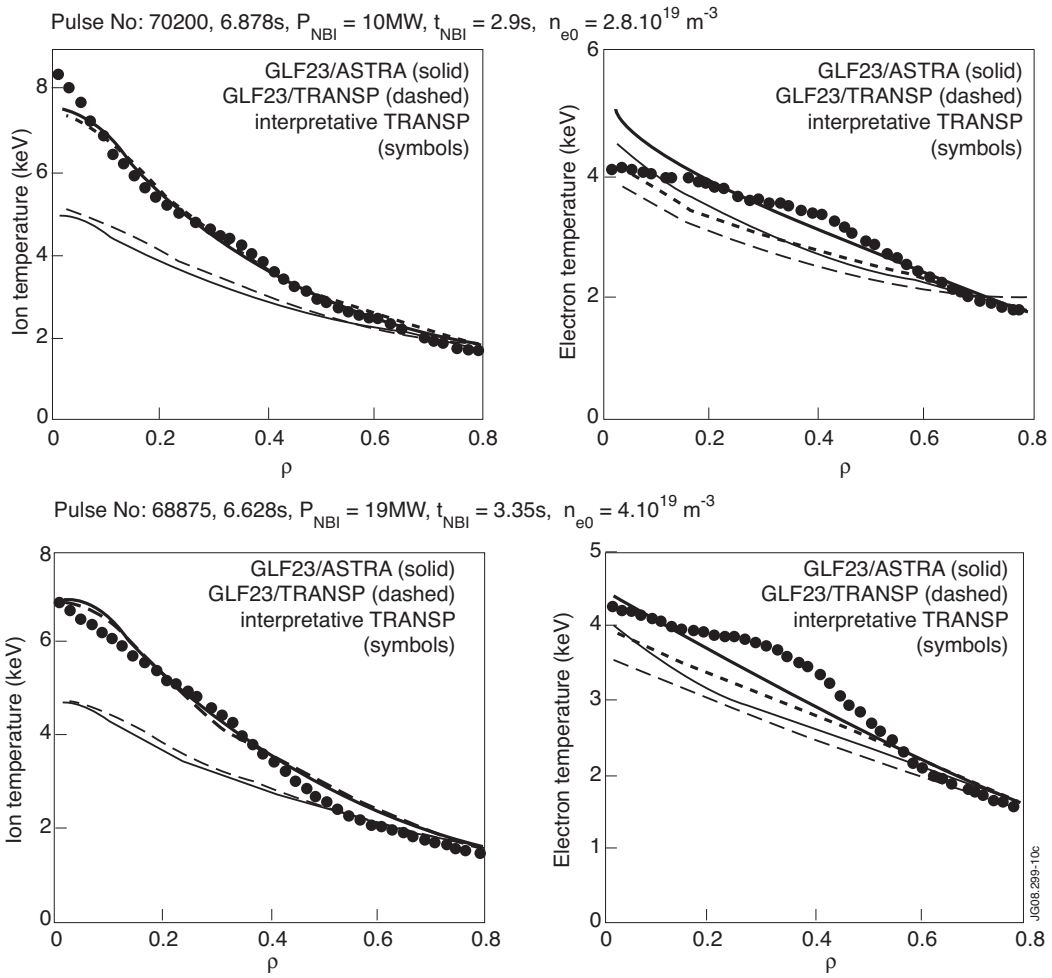 Pulse No: 70200, 6.878s, P_NBI = 10MW, t_NBI = 2.9s, n_e0 = 2.8.10^19 m^-3
8
6
4
2
0
Ion temperature (keV)
GLF23/ASTRA (solid)
GLF23/TRANSP (dashed)
interpretative TRANSP
(symbols)
0 0.2 0.4 0.6 0.8
ρ
6
4
2
0
Electron temperature (keV)
GLF23/ASTRA (solid)
GLF23/TRANSP (dashed)
interpretative TRANSP
(symbols)
0 0.2 0.4 0.6 0.8
ρ
Pulse No: 68875, 6.628s, P_NBI = 19MW, t_NBI = 3.35s, n_e0 = 4.10^19 m^-3
8
6
4
2
0
Ion temperature (keV)
GLF23/ASTRA (solid)
GLF23/TRANSP (dashed)
interpretative TRANSP
(symbols)
0 0.2 0.4 0.6 0.8
ρ
5
4
3
2
1
0
Electron temperature (keV)
GLF23/ASTRA (solid)
GLF23/TRANSP (dashed)
interpretative TRANSP
(symbols)
0 0.2 0.4 0.6 0.8
ρ
JG08.299-10c